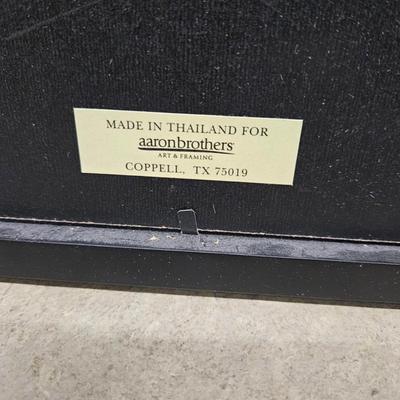 MADE IN THAILAND FOR
aaronbrothers
ART & FRAMING
COPPELL, TX 75019